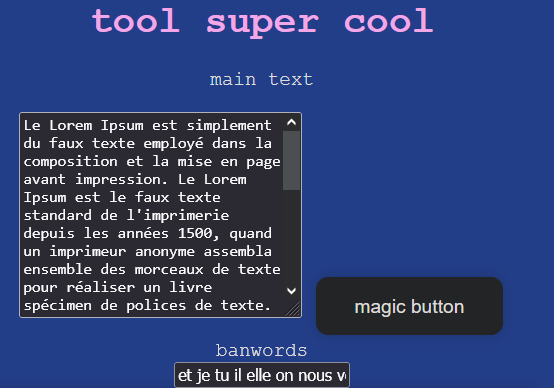 tool super cool
main text
Le Lorem Ipsum est simplement
du faux texte employé dans la
composition et la mise en page
avant impression. Le Lorem
Ipsum est le faux texte
standard de l'imprimerie
depuis les années 1500, quand
un imprimeur anonyme assembla
ensemble des morceaux de texte
pour réaliser un livre
spécimen de polices de texte.
magic button
banwords
et je tu il elle on nous